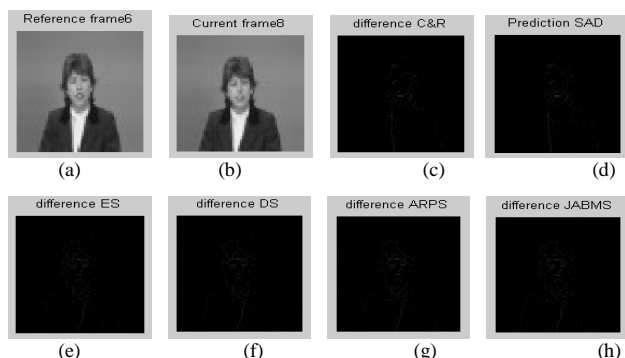 Reference frame6
Current frame8
difference C&R
Prediction SAD
(a)
(b)
(c)
(d)
difference ES
difference DS
difference ARPS
difference JABMS
(e)
(f)
(g)
(h)